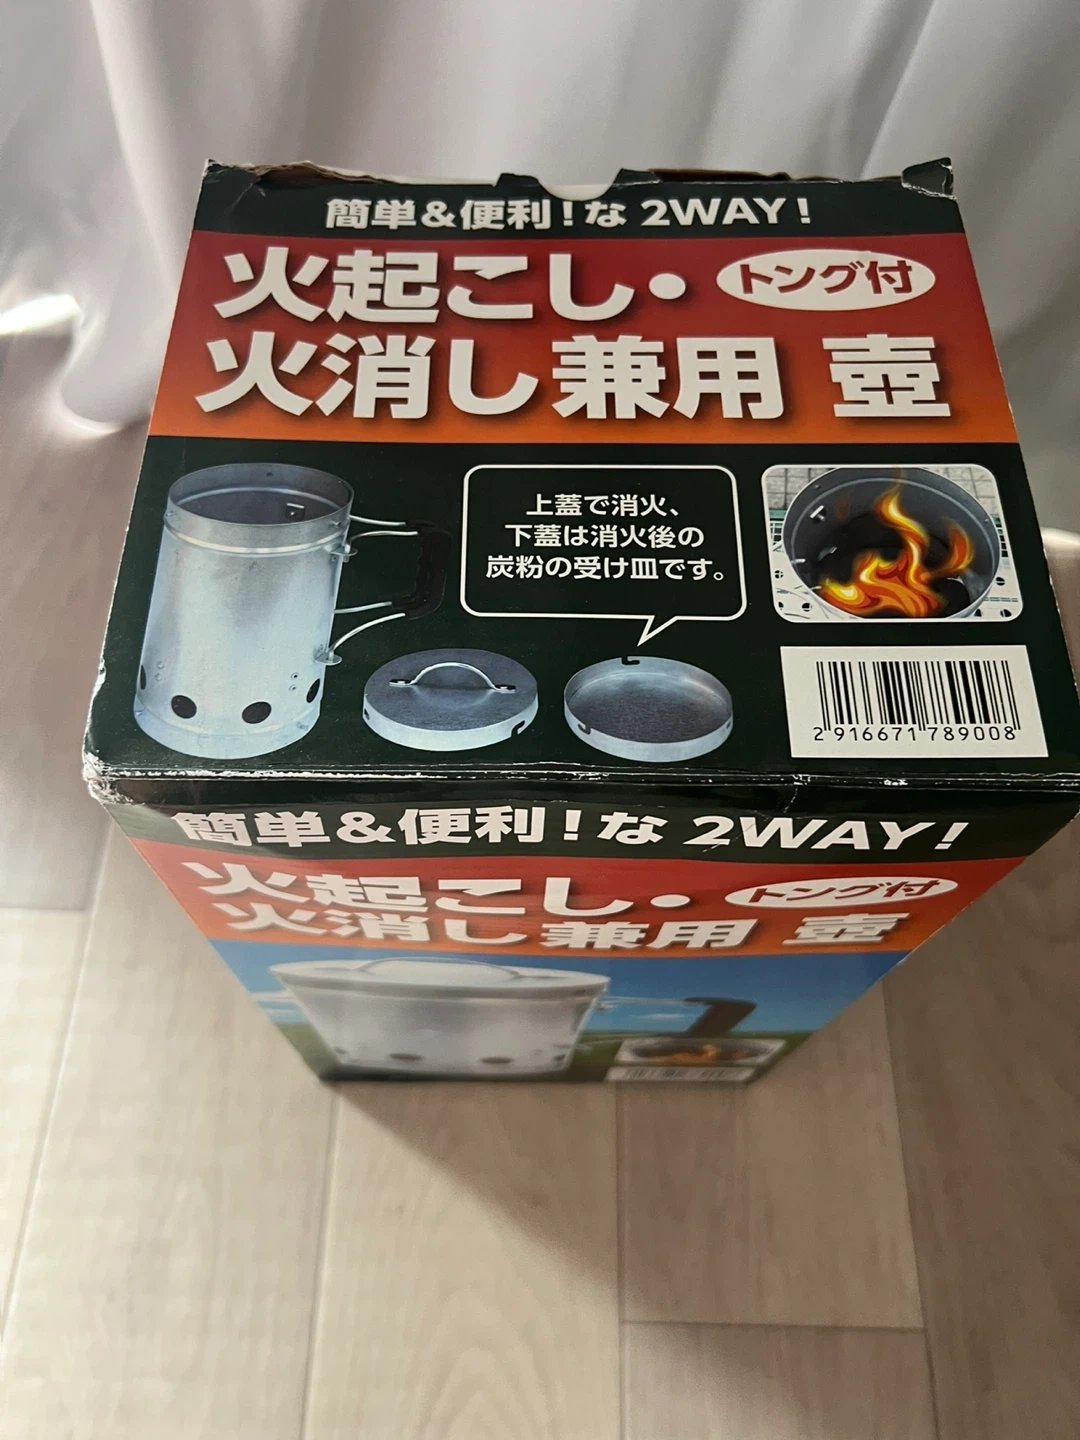 簡単&便利!な 2WAY!
火起こし・ トング付
火消し兼用 壺
上蓋で消火、
下蓋は消火後の
炭粉の受け皿です。
2 916671 789008
簡単&便利!な 2WAY!
火起こし・ トング付
火消し兼用 壺